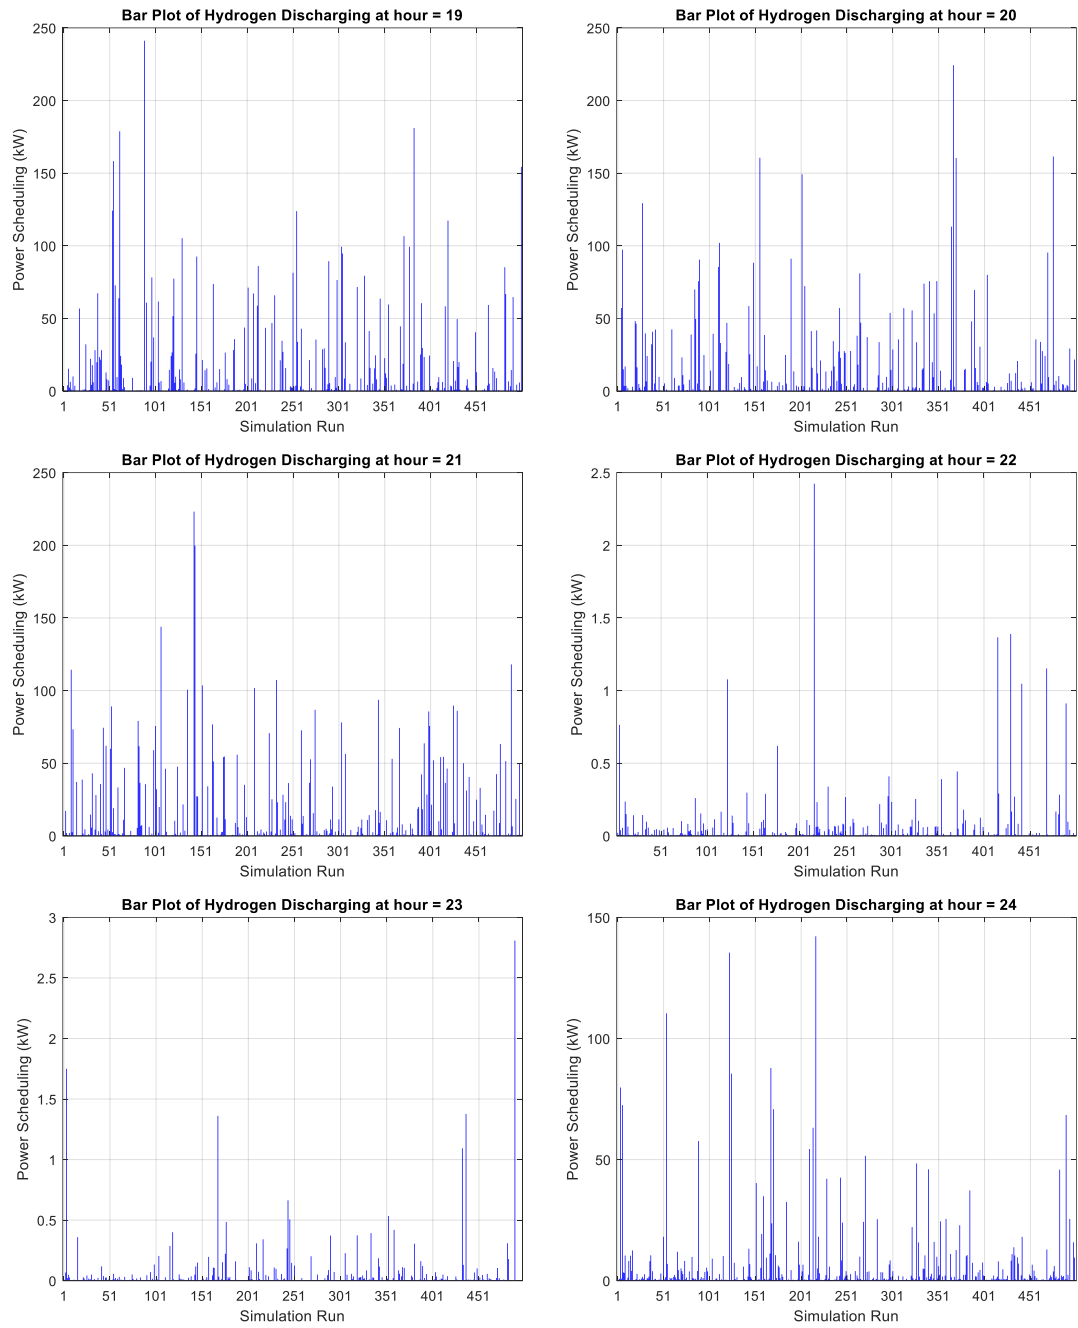 Bar Plot of Hydrogen Discharging at hour = 19
250
200
150
100
50
0
Power Scheduling (kW)
1 51 101 151 201 251 301 351 401 451
Simulation Run
Bar Plot of Hydrogen Discharging at hour = 20
250
200
150
100
50
0
Power Scheduling (kW)
1 51 101 151 201 251 301 351 401 451
Simulation Run
Bar Plot of Hydrogen Discharging at hour = 21
250
200
150
100
50
0
Power Scheduling (kW)
1 51 101 151 201 251 301 351 401 451
Simulation Run
Bar Plot of Hydrogen Discharging at hour = 22
2.5
2
1.5
1
0.5
0
Power Scheduling (kW)
51 101 151 201 251 301 351 401 451
Simulation Run
Bar Plot of Hydrogen Discharging at hour = 23
3
2.5
2
1.5
1
0.5
0
Power Scheduling (kW)
1 51 101 151 201 251 301 351 401 451
Simulation Run
Bar Plot of Hydrogen Discharging at hour = 24
150
100
50
0
Power Scheduling (kW)
1 51 101 151 201 251 301 351 401 451
Simulation Run